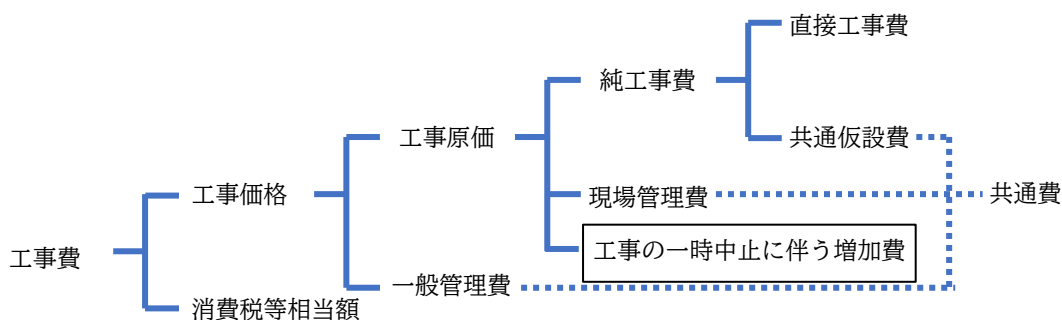 直接工事費
純工事費
工事原価
共通仮設費
工事価格
現場管理費
共通費
工事費
工事の一時中止に伴う増加費
一般管理費
消費税等相当額